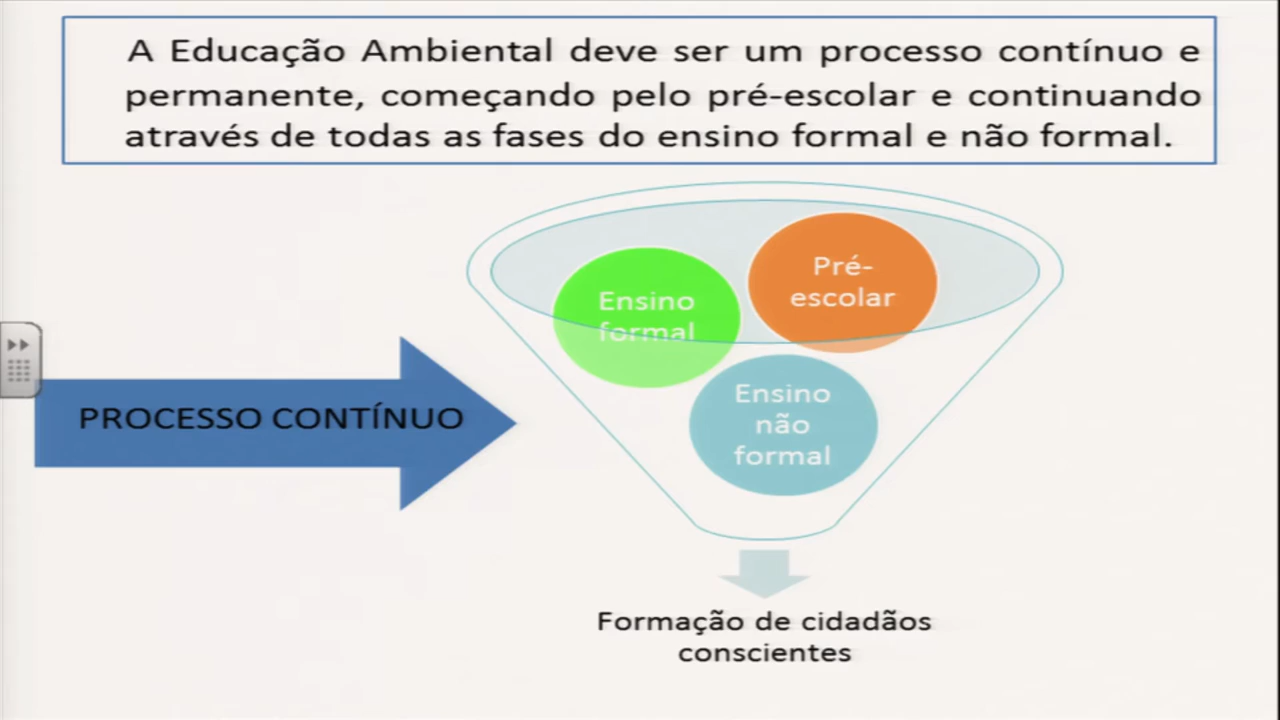 A Educação Ambiental deve ser um processo contínuo e
permanente, começando pelo pré-escolar e continuando
através de todas as fases do ensino formal e não formal.
Pré-
escolar
Ensino
formal
Ensino
não
formal
PROCESSO CONTÍNUO
Formação de cidadãos
conscientes